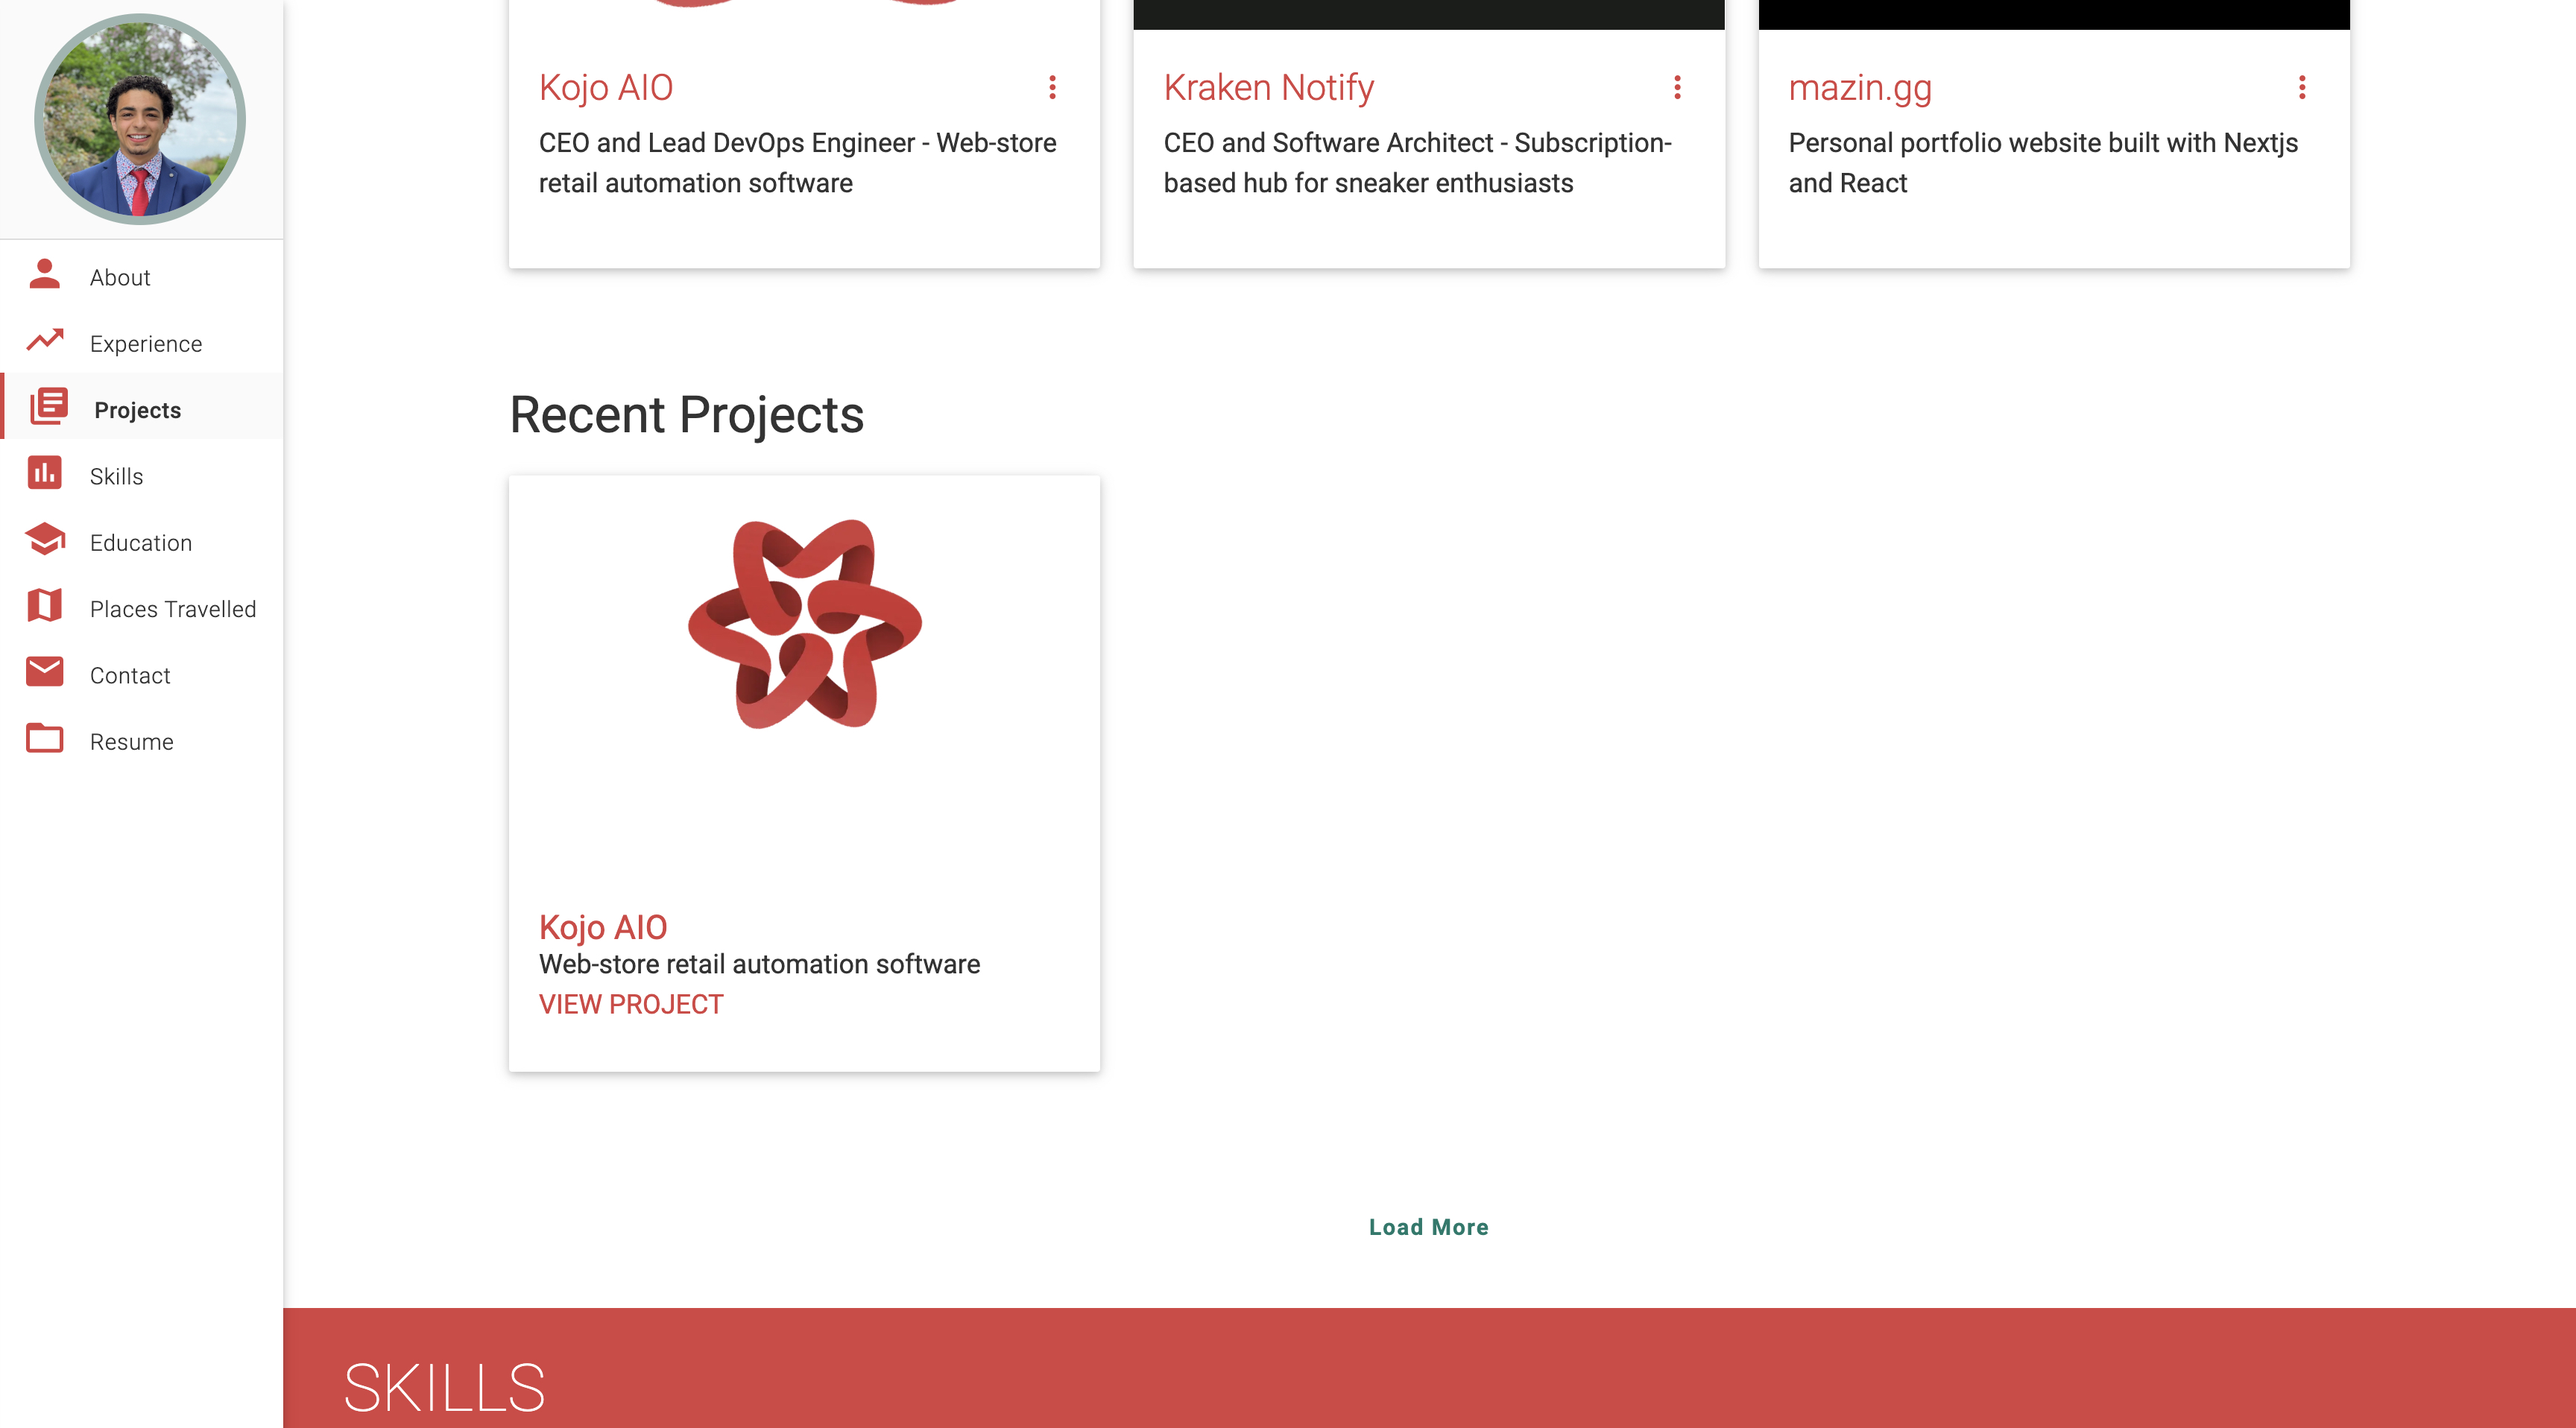 About
Experience
Projects
Skills
Education
Places Travelled
Contact
Resume
Kojo AIO
CEO and Lead DevOps Engineer - Web-store
retail automation software
Kraken Notify
CEO and Software Architect - Subscription-
based hub for sneaker enthusiasts
mazin.gg
Personal portfolio website built with Nextjs
and React
Recent Projects
Kojo AIO
Web-store retail automation software
VIEW PROJECT
Load More
SKILLS